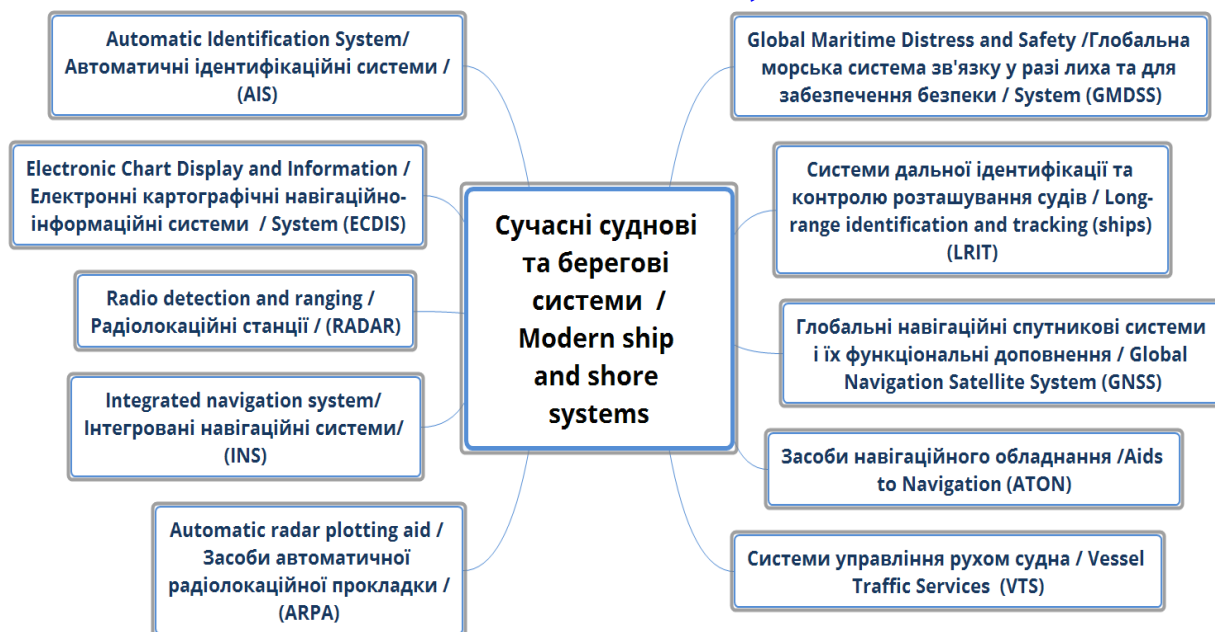 Automatic Identification System/
Автоматичні ідентифікаційні системи /
(AIS)
Electronic Chart Display and Information /
Електронні картографічні навігаційно-
інформаційні системи / System (ECDIS)
Radio detection and ranging /
Радіолокаційні станції / (RADAR)
Integrated navigation system/
Інтегровані навігаційні системи/
(INS)
Automatic radar plotting aid /
Засоби автоматичної
радіолокаційної прокладки /
(ARPA)
Сучасні суднові
та берегові
системи /
Modern ship
and shore
systems
Global Maritime Distress and Safety /Глобальна
морська система зв'язку у разі лиха та для
забезпечення безпеки / System (GMDSS)
Системи дальної ідентифікації та
контролю розташування судів / Long-
range identification and tracking (ships)
(LRIT)
Глобальні навігаційні спутникові системи
і їх функціональні доповнення / Global
Navigation Satellite System (GNSS)
Засоби навігаційного обладнання /Aids
to Navigation (ATON)
Системи управління рухом судна / Vessel
Traffic Services (VTS)